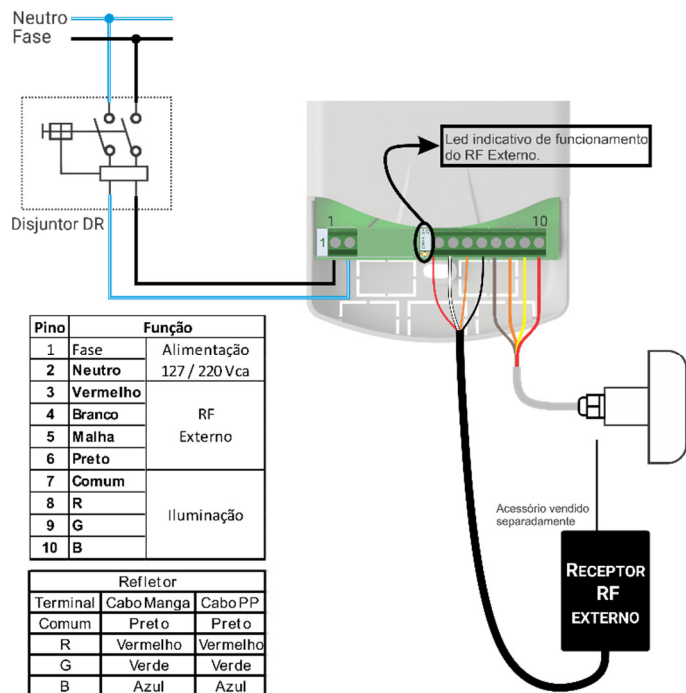 Neutro
Fase
Led indicativo de funcionamento
do RF Externo.
Disjuntor DR
1
10
1
Pino Função
1 Fase Alimentação
2 Neutro 127 / 220 Vca
3 Vermelho
4 Branco RF
5 Malha Externo
6 Preto
7 Comum
8 R Iluminação
9 G
10 B
Acessório vendido
separadamente
RECEPTOR
RF
EXTERNO
Refletor
Terminal Cabo Manga Cabo PP
Comum Preto Preto
R Vermelho Vermelho
G Verde Verde
B Azul Azul